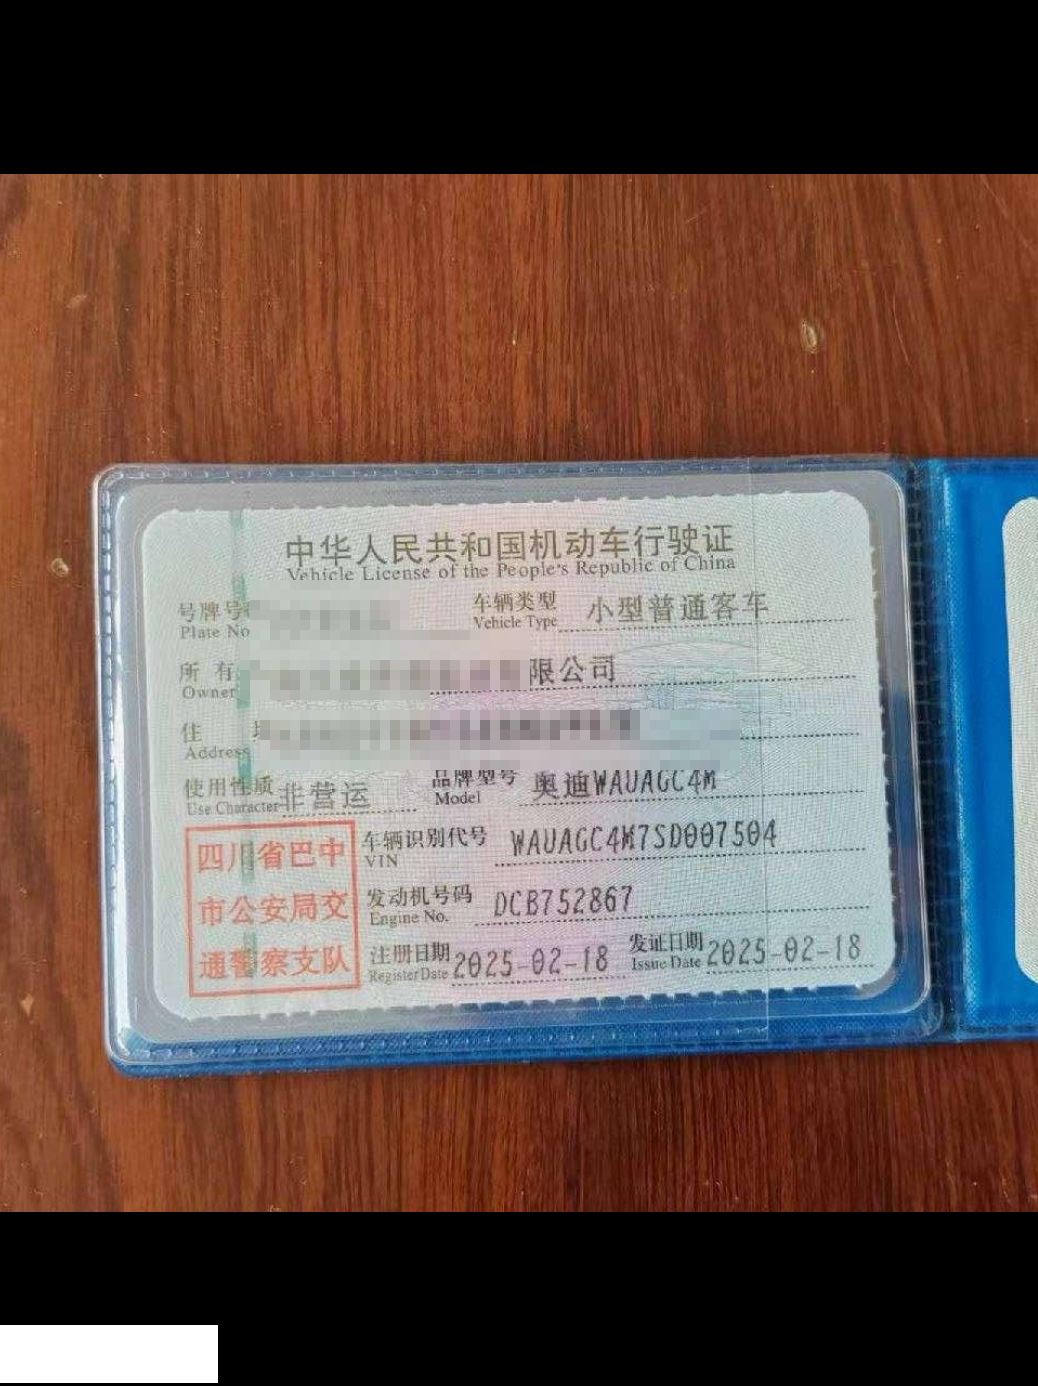 中华人民共和国机动车行驶证
Vehicle License of the People's Republic of China
号牌号
Plate No
车辆类型
Vehicle Type
小型普通客车
所有
Owner
限公司
住
Address
使用性质
Use Character
非营运
品牌型号
Model
奥迪WAUAGC4M
四川省巴中
市公安局交
通警察支队
车辆识别代号
VIN
WAUAGC4M7SD007504
发动机号码
Engine No.
DCB752867
注册日期
Register Date
2025-02-18
发证日期
Issue Date
2025-02-18